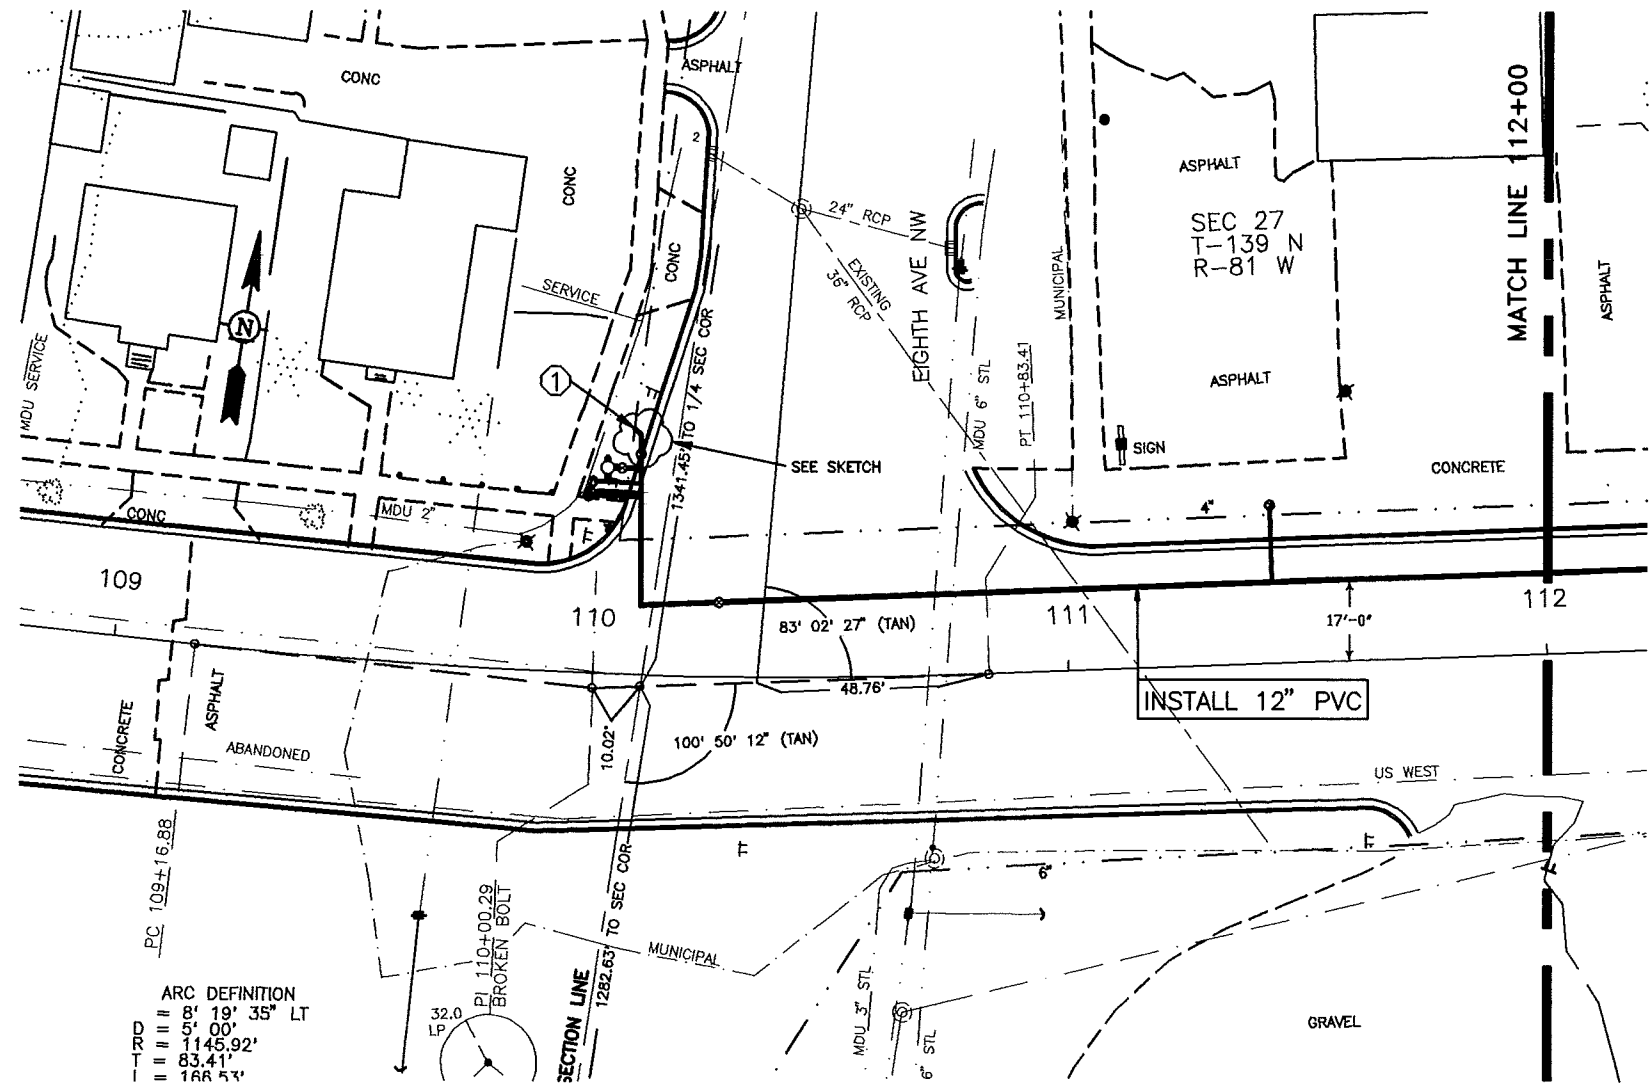 CONC
ASPHALT
MATCH LINE 112+00
2
ASPHALT
CONC
24" RCP
SEC 27
T-139 N
R-81 W
EIGHTH AVE NW
MUNICIPAL
CONC
EXISTING
36" RCP
ASPHALT
SERVICE
N
MDU SERVICE
1
1341.45' TO 1/4 SEC COR
MDU 6" STL
PT 110+83.41
ASPHALT
SIGN
SEE SKETCH
CONCRETE
CONC
MDU 2"
4"
109
110
111
112
83' 02' 27" (TAN)
17'-0"
48.76'
INSTALL 12" PVC
ASPHALT
CONCRETE
ABANDONED
10.02'
100' 50' 12" (TAN)
US WEST
PC 109+16.88
6"
PI 110+00.29
BROKEN BOLT
1282.63' TO SEC COR
SECTION LINE
MUNICIPAL
MDU 3" STL
6" STL
GRAVEL
32.0
LP
ARC DEFINITION
= 8' 19' 35" LT
D = 5' 00'
R = 1145.92'
T = 83.41'
L = 166.53'